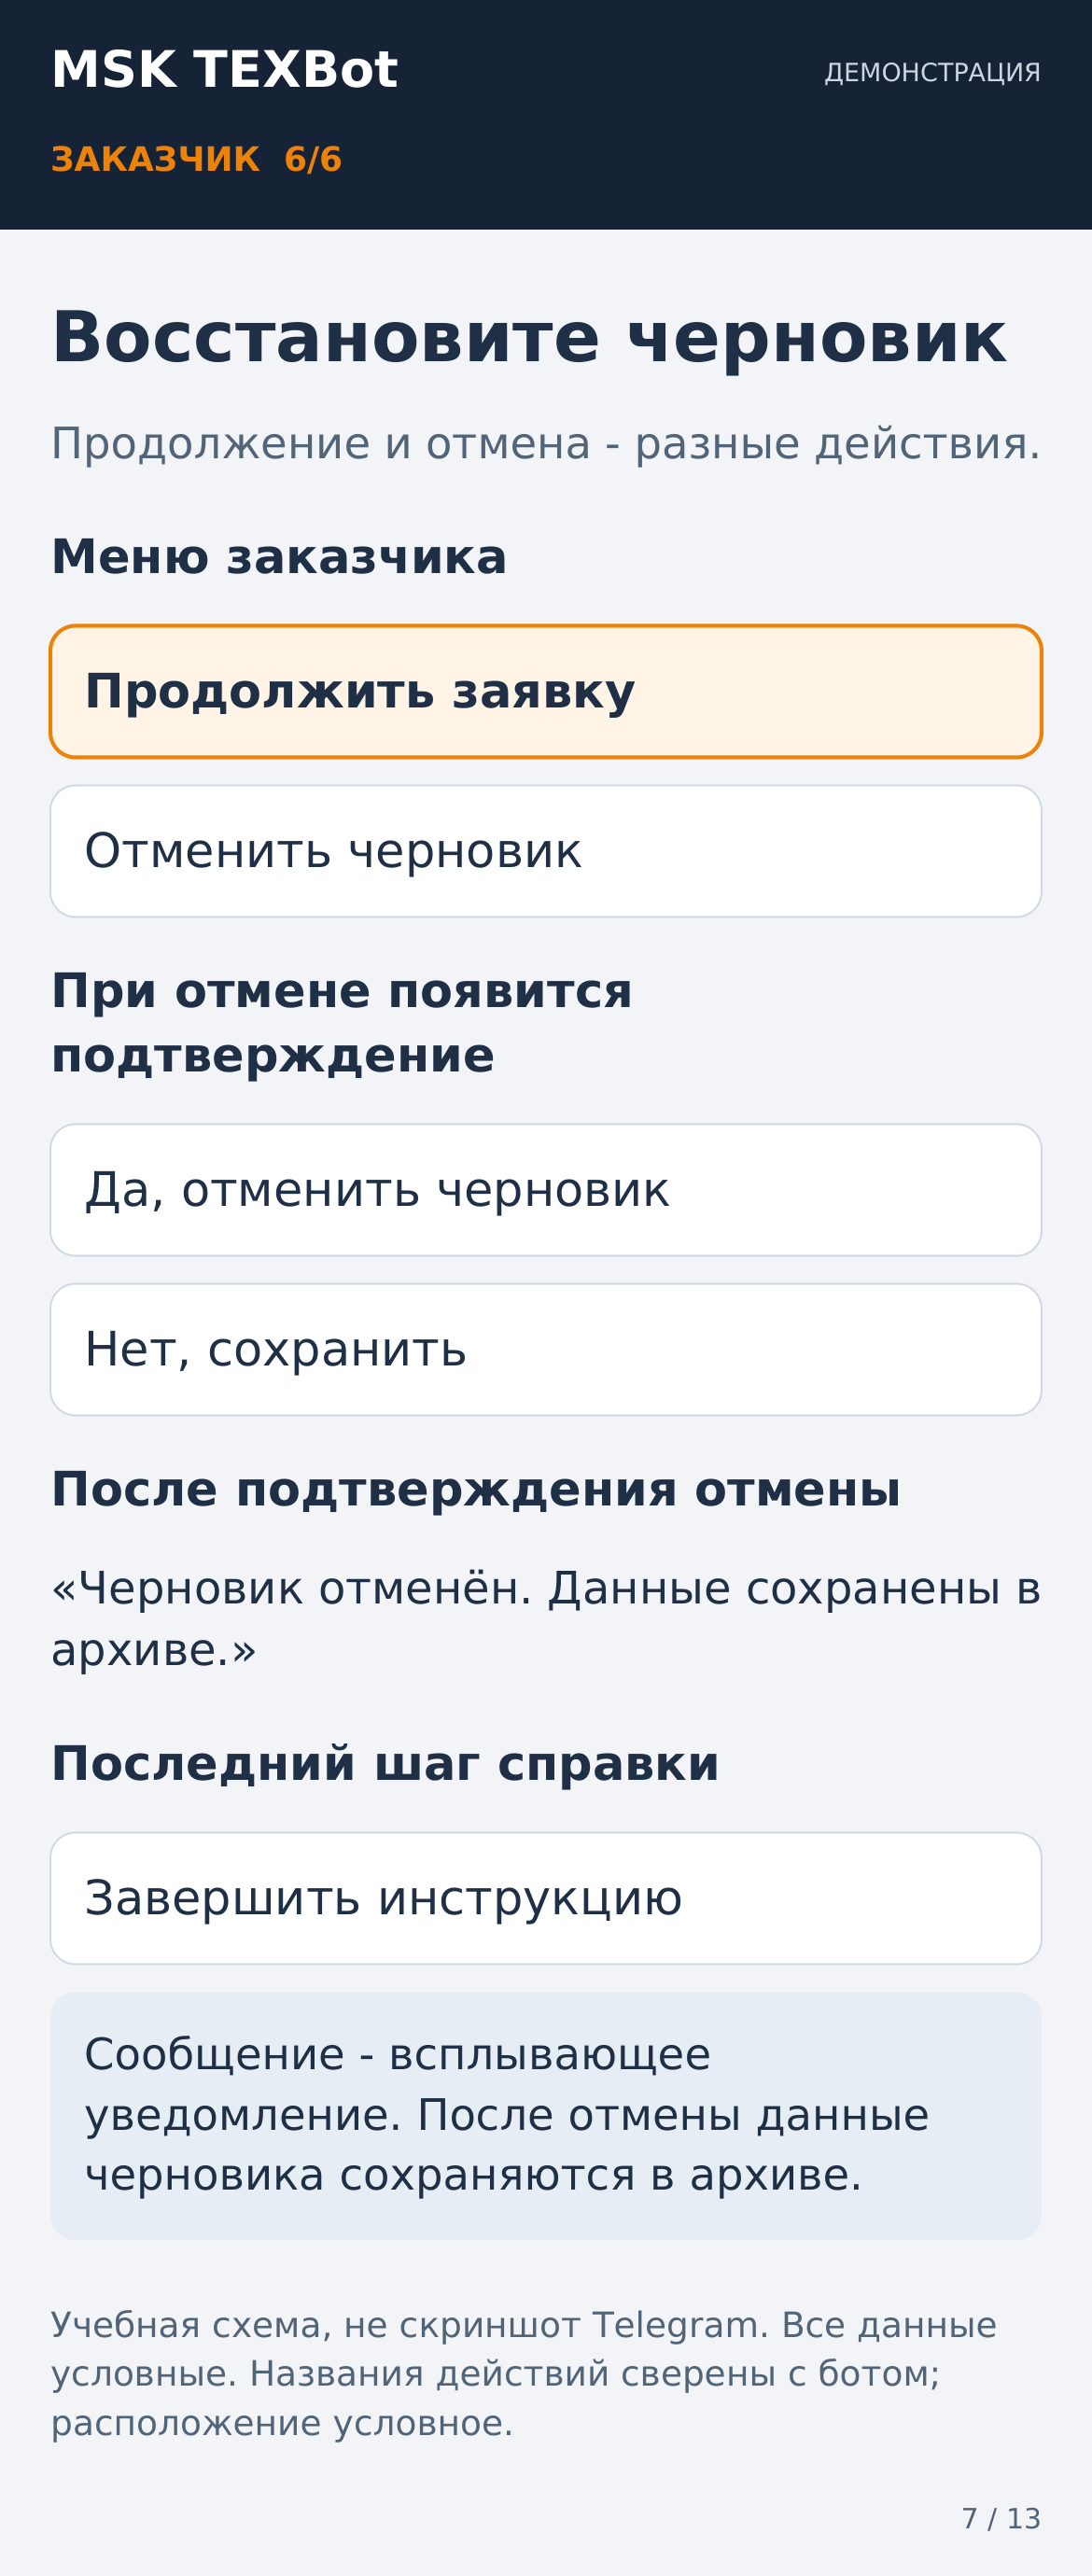 MSK TEXBot
ДЕМОНСТРАЦИЯ
ЗАКАЗЧИК 6/6
Восстановите черновик
Продолжение и отмена - разные действия.
Меню заказчика
Продолжить заявку
Отменить черновик
При отмене появится
подтверждение
Да, отменить черновик
Нет, сохранить
После подтверждения отмены
«Черновик отменён. Данные сохранены в
архиве.»
Последний шаг справки
Завершить инструкцию
Сообщение - всплывающее
уведомление. После отмены данные
черновика сохраняются в архиве.
Учебная схема, не скриншот Telegram. Все данные
условные. Названия действий сверены с ботом;
расположение условное.
7 / 13